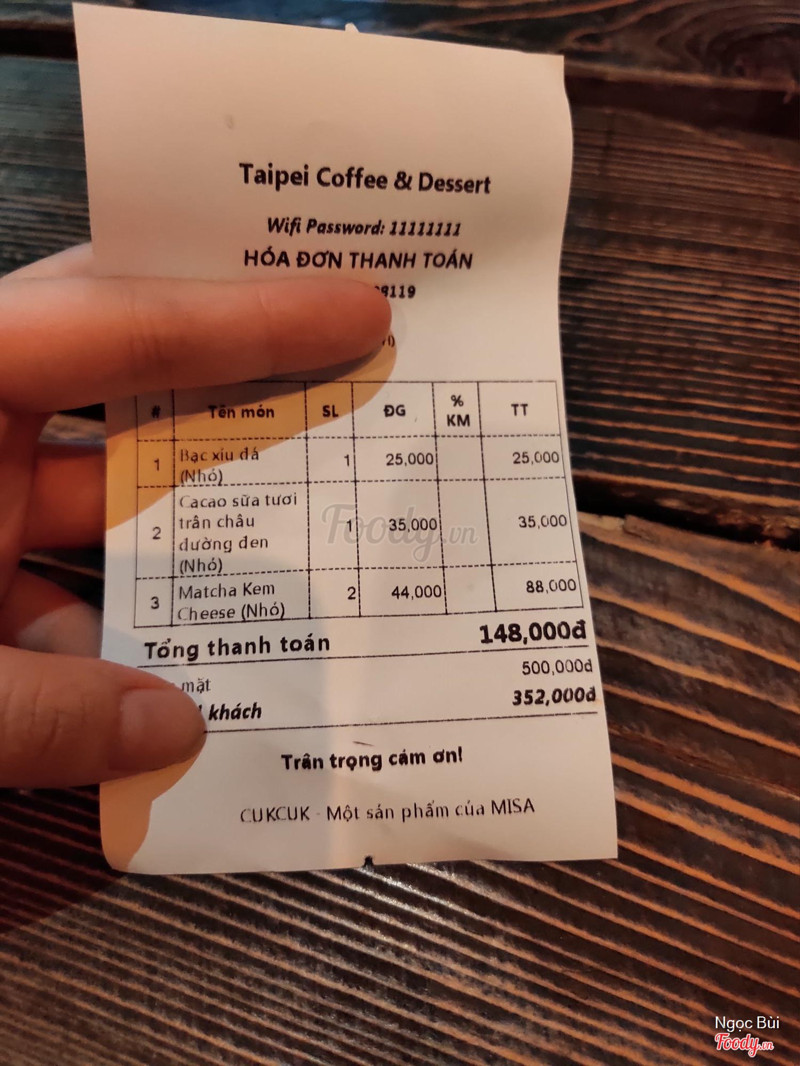 Taipei Coffee & Dessert
Wifi Password: 11111111
HÓA ĐƠN THANH TOÁN
# Tên món SL ĐG % KM TT
1 Bạc xíu đá (Nhỏ) 1 25,000 25,000
2 Cacao sữa tươi trân châu đường đen (Nhỏ) 1 35,000 35,000
3 Matcha Kem Cheese (Nhỏ) 2 44,000 88,000
Tổng thanh toán 148,000đ
mặt 500,000đ
khách 352,000đ
Trân trọng cảm ơn!
CUKCUK - Một sản phẩm của MISA
Foody.vn
Ngọc Bùi
Foody.vn